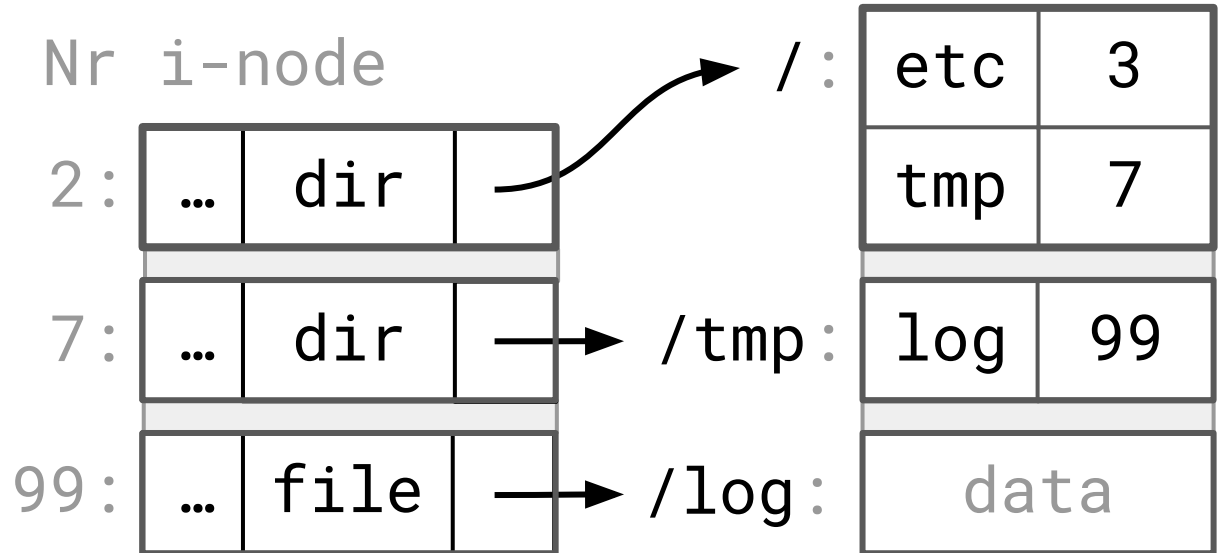 Nr i-node
/: etc 3
2: … dir tmp 7
7: … dir /tmp: log 99
99: … file /log: data